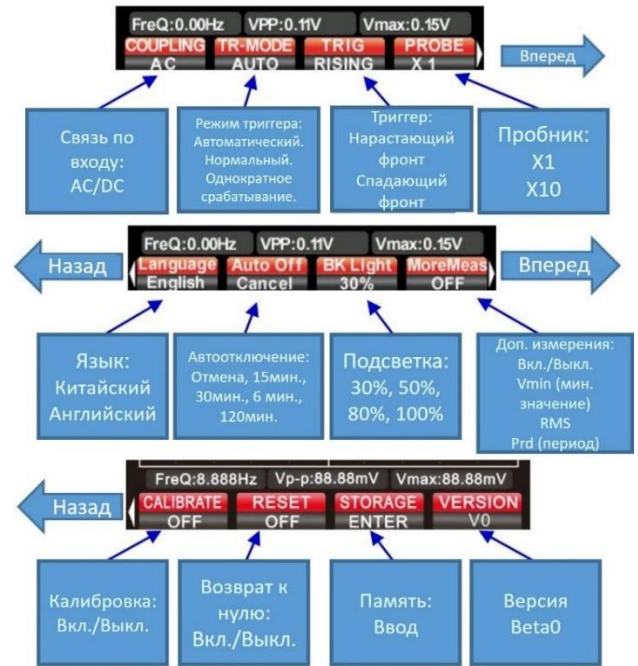 FreQ:0.00Hz VPP:0.11V Vmax:0.15V
COUPLING TR-MODE TRIG PROBE
AC AUTO RISING X 1
Вперед
Связь по
входу:
AC/DC
Режим триггера:
Автоматический.
Нормальный.
Однократное
срабатывание.
Триггер:
Нарастающий
фронт
Спадающий
фронт
Пробник:
X1
X10
Назад
FreQ:0.00Hz VPP:0.11V Vmax:0.15V
Language Auto Off BK Light MoreMeas
English Cancel 30% OFF
Вперед
Язык:
Китайский
Английский
Автоотключение:
Отмена, 15мин.,
30мин., 6 мин.,
120мин.
Подсветка:
30%, 50%,
80%, 100%
Доп. измерения:
Вкл./Выкл.
Vmin (мин.
значение)
RMS
Prd (период)
Назад
FreQ:8.888Hz Vp-p:88.88mV Vmax:88.88mV
CALIBRATE RESET STORAGE VERSION
OFF OFF ENTER V0
Калибровка:
Вкл./Выкл.
Возврат к
нулю:
Вкл./Выкл.
Память:
Ввод
Версия
Beta0